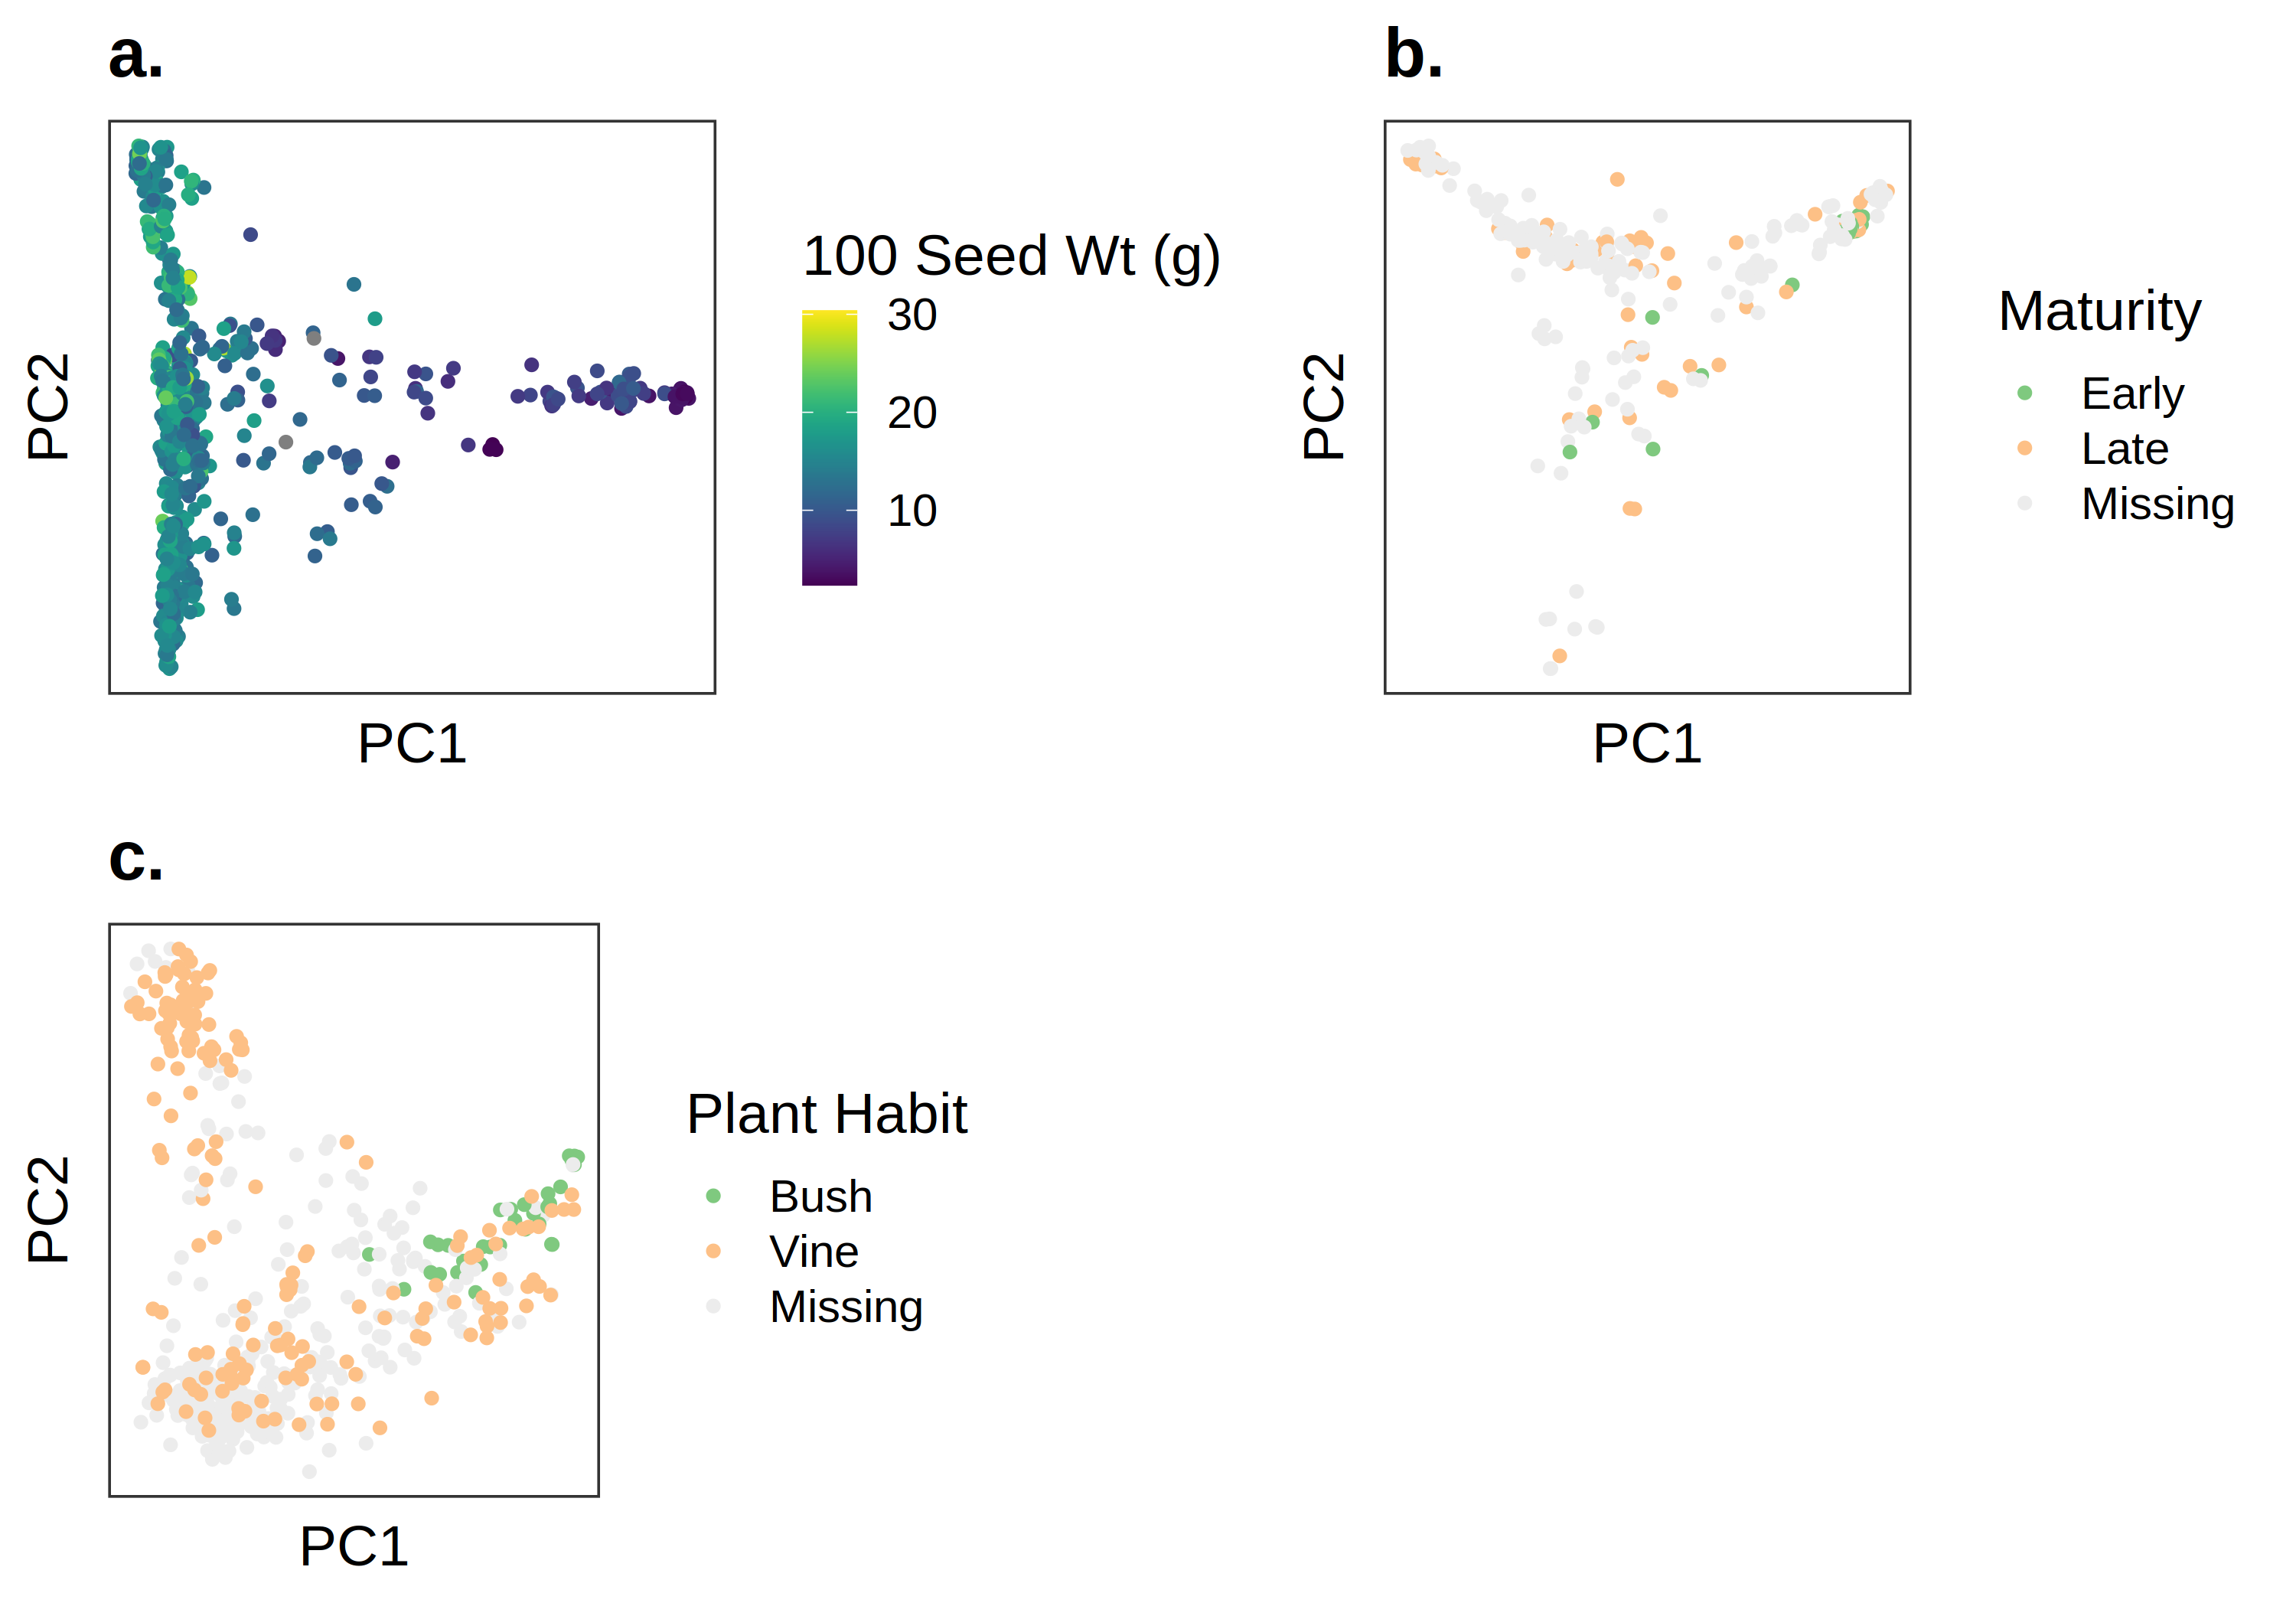 a.
PC2
PC1
100 Seed Wt (g)
30
20
10
b.
PC2
PC1
Maturity
Early
Late
Missing
c.
PC2
PC1
Plant Habit
Bush
Vine
Missing